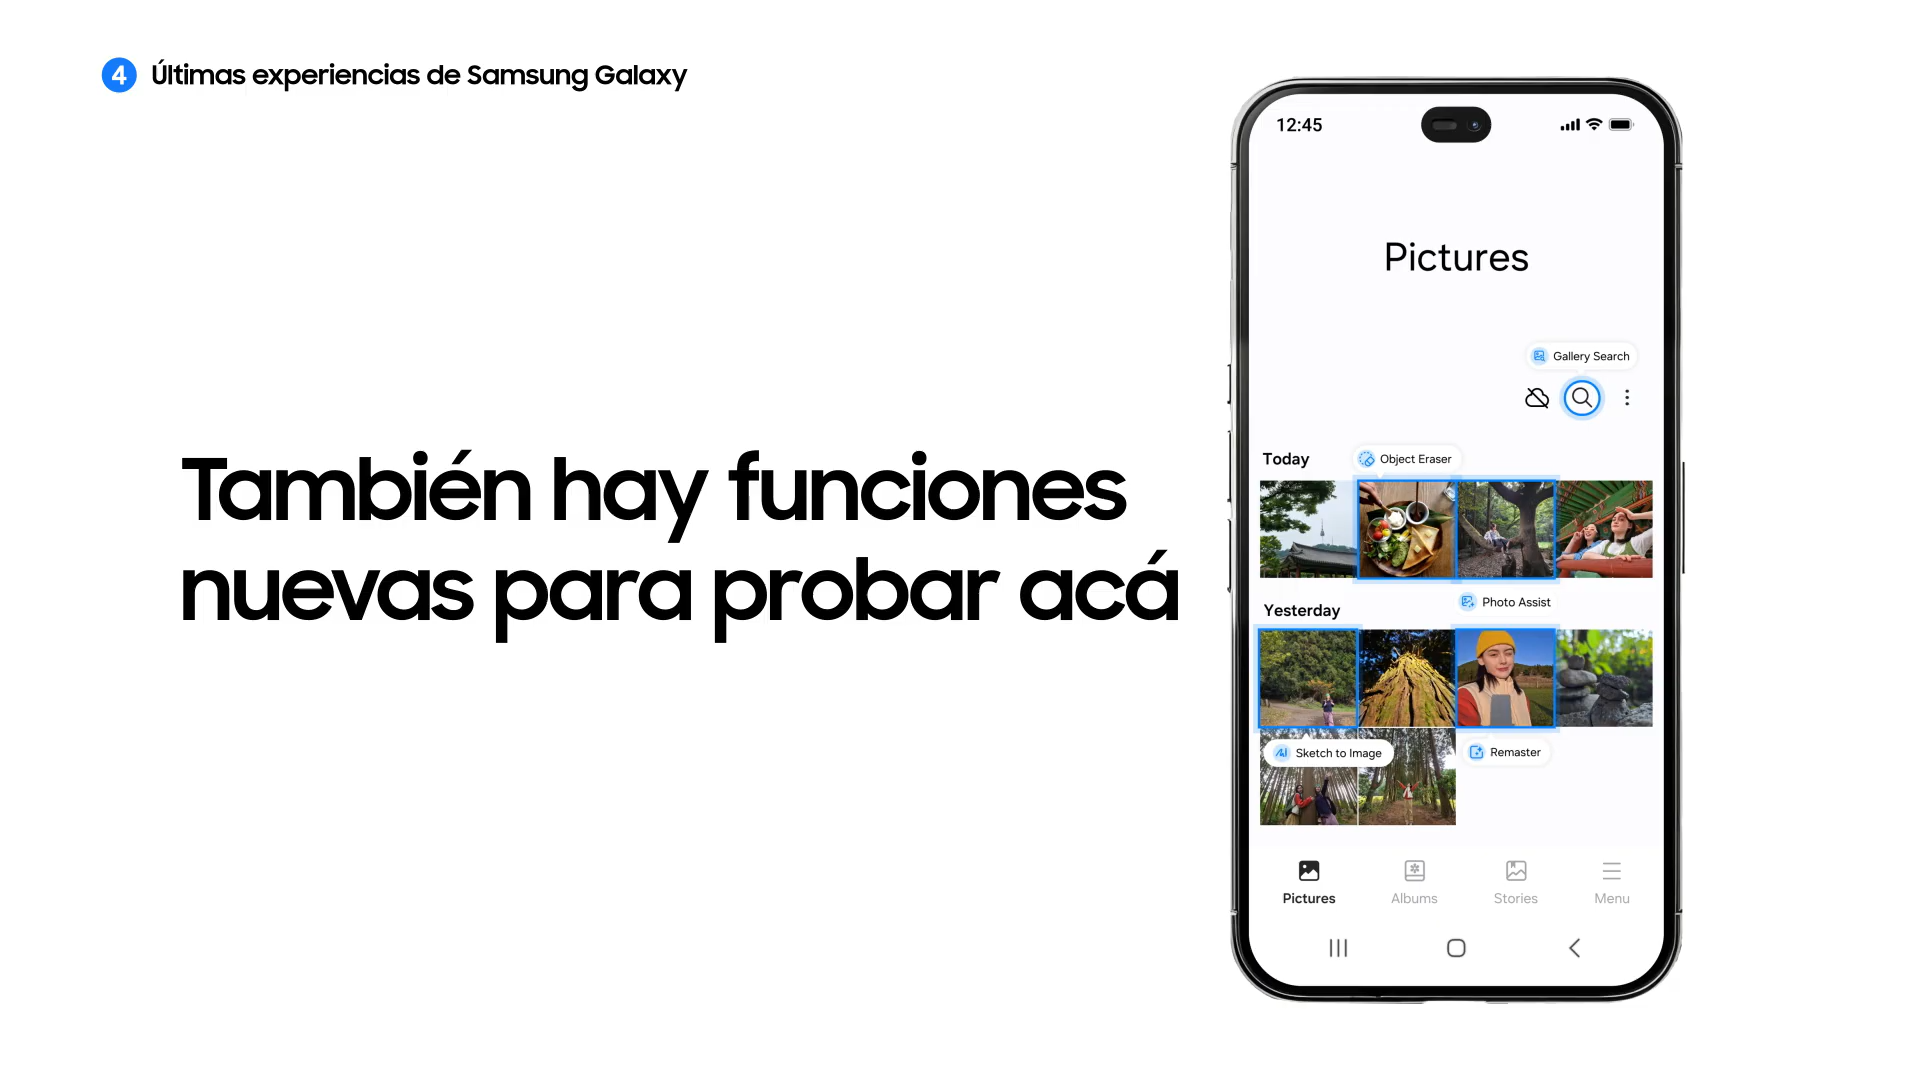 4 Últimas experiencias de Samsung Galaxy
También hay funciones
nuevas para probar acá
12:45
Pictures
Gallery Search
Today
Object Eraser
Photo Assist
Yesterday
Sketch to Image
Remaster
Pictures
Albums
Stories
Menu